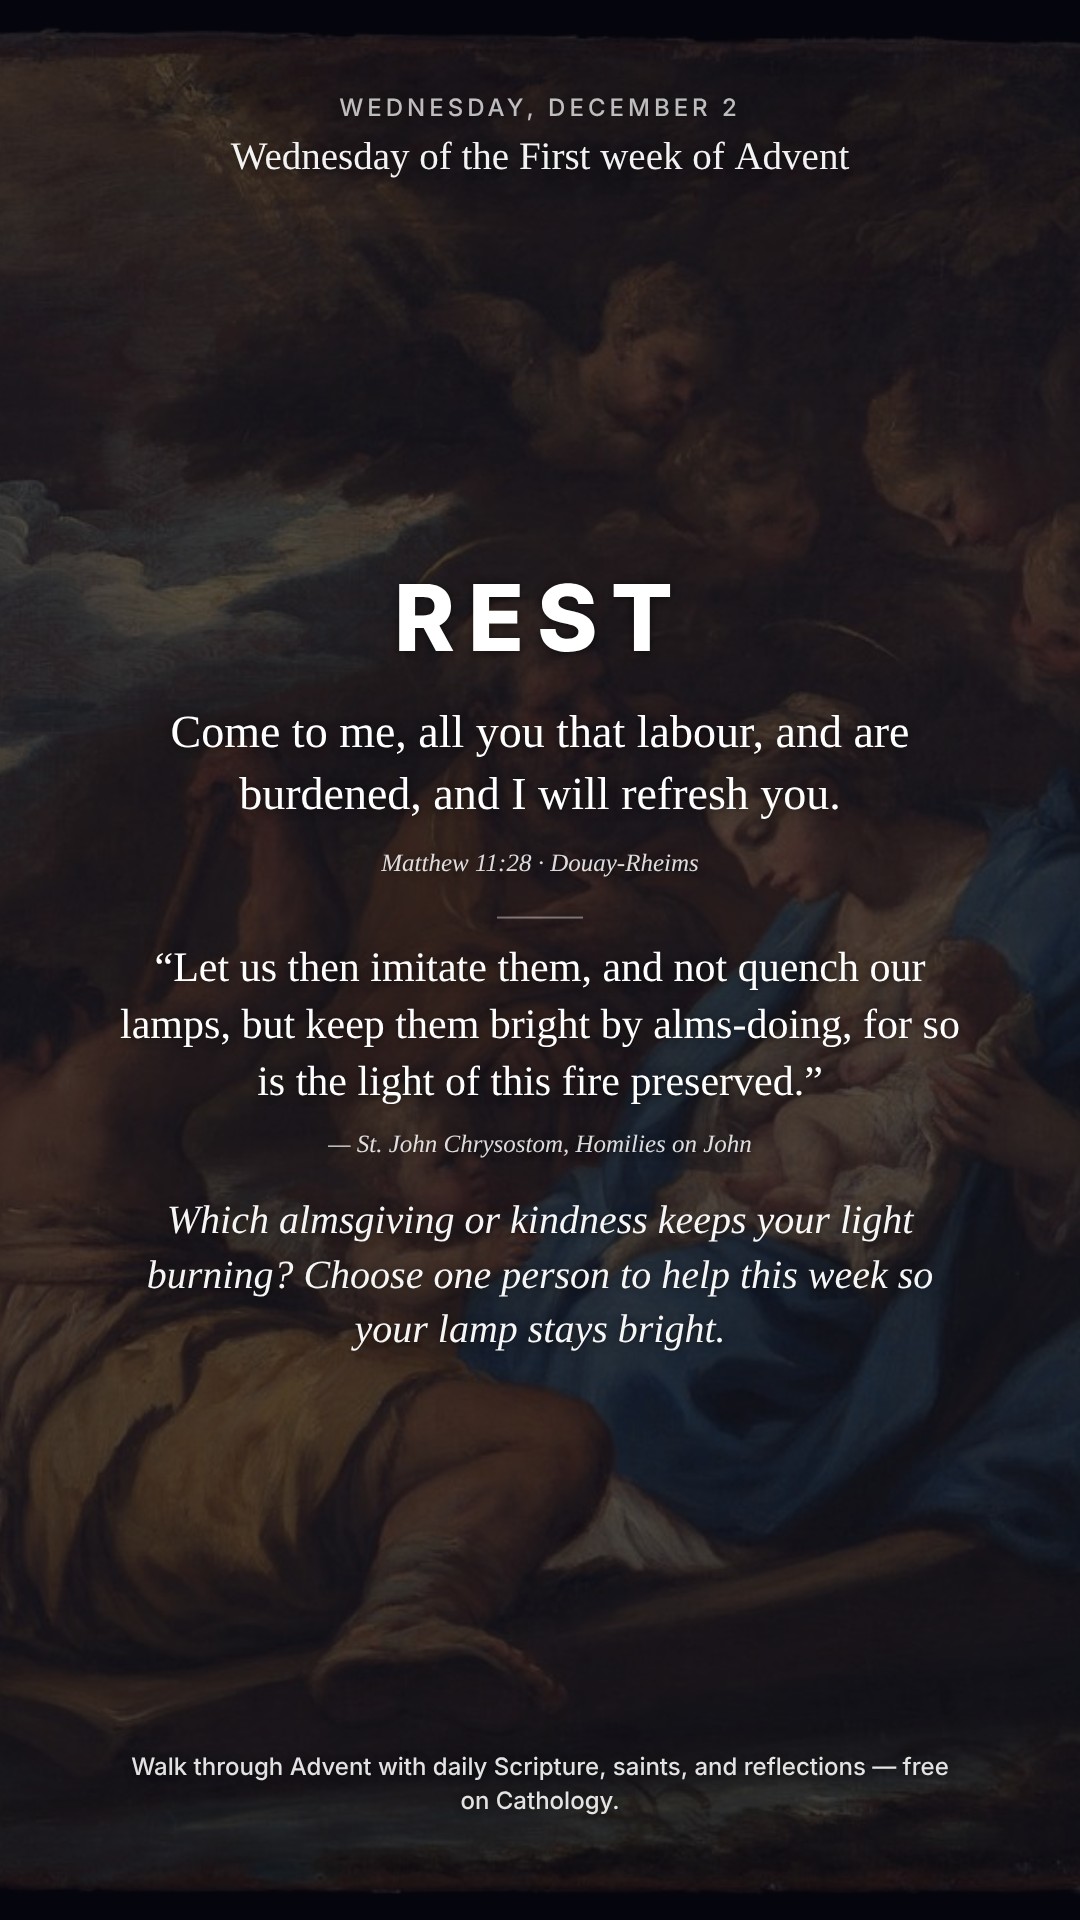 WEDNESDAY, DECEMBER 2
Wednesday of the First week of Advent
REST
Come to me, all you that labour, and are
burdened, and I will refresh you.
Matthew 11:28 · Douay-Rheims
“Let us then imitate them, and not quench our
lamps, but keep them bright by alms-doing, for so
is the light of this fire preserved.”
— St. John Chrysostom, Homilies on John
Which almsgiving or kindness keeps your light
burning? Choose one person to help this week so
your lamp stays bright.
Walk through Advent with daily Scripture, saints, and reflections — free
on Cathology.